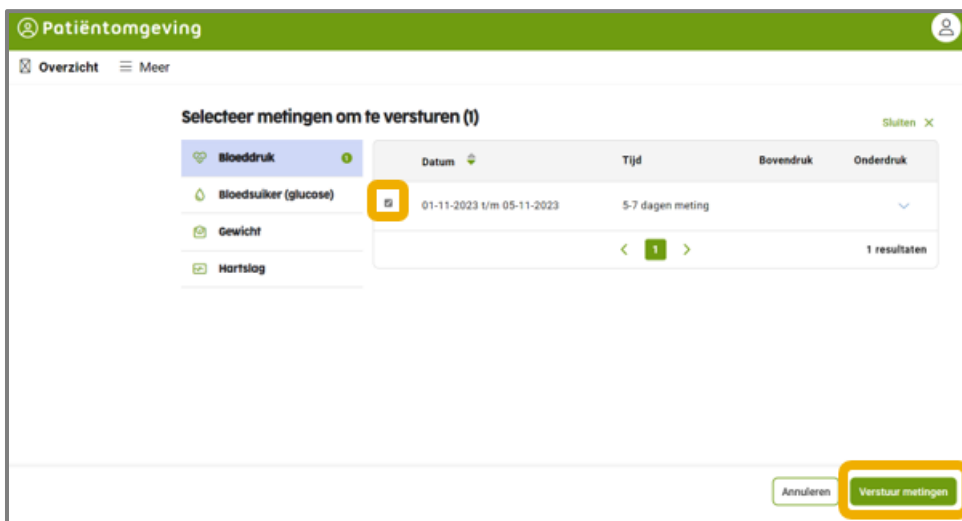 Patiëntomgeving
Overzicht Meer
Selecteer metingen om te versturen (1)
Sluiten
Bloeddruk 1
Datum Tijd Bovendruk Onderdruk
Bloedsuiker (glucose)
01-11-2023 t/m 05-11-2023 5-7 dagen meting
Gewicht
1 1 resultaten
Hartslag
Annuleren Verstuur metingen